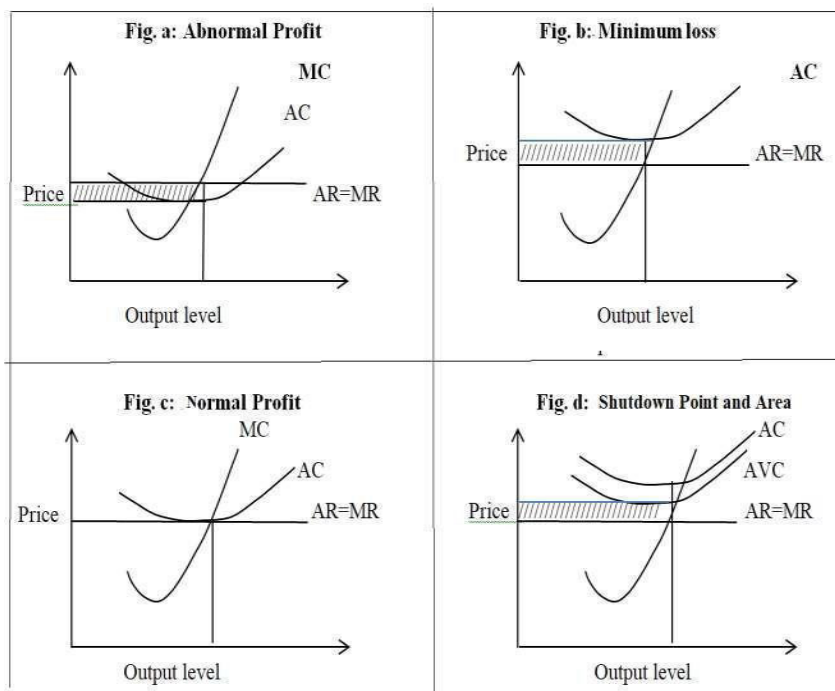 Fig. a: Abnormal Profit
MC
AC
Price
AR=MR
Output level
Fig. b: Minimum loss
AC
Price
AR=MR
Output level
Fig. c: Normal Profit
MC
AC
Price
AR=MR
Output level
Fig. d: Shutdown Point and Area
AC
AVC
Price
AR=MR
Output level